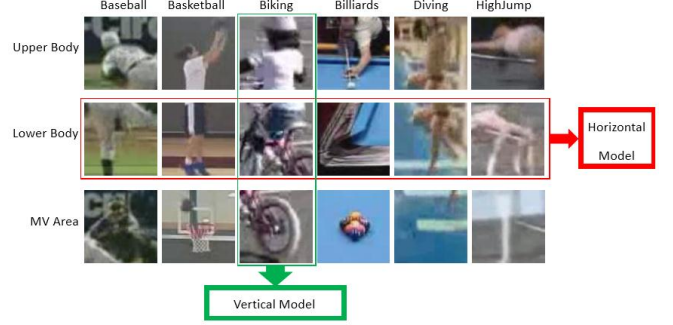 Baseball Basketball Biking Billiards Diving HighJump
Upper Body
Lower Body
Horizontal
Model
MV Area
Vertical Model